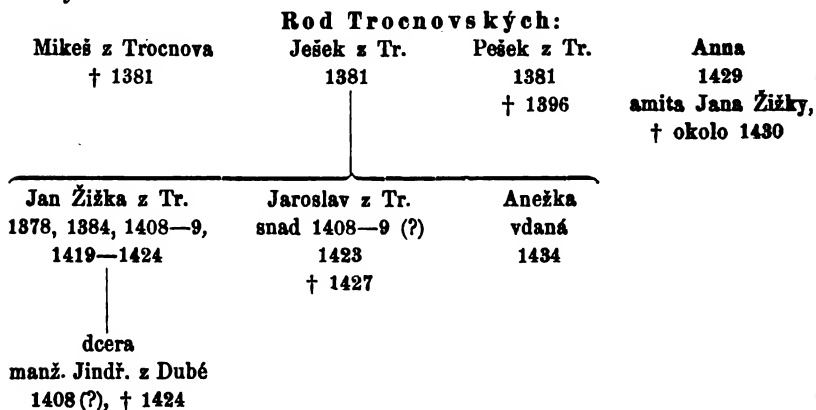 Rod Trocnovských:
Mikeš z Trocnova
† 1381
Ješek z Tr.
1381
Pešek z Tr.
1381
† 1396
Anna
1429
amita Jana Žižky,
† okolo 1430
Jan Žižka z Tr.
1378, 1384, 1408—9,
1419—1424
Jaroslav z Tr.
snad 1408—9 (?)
1423
† 1427
Anežka
vdaná
1434
dcera
manž. Jindř. z Dubé
1408 (?), † 1424